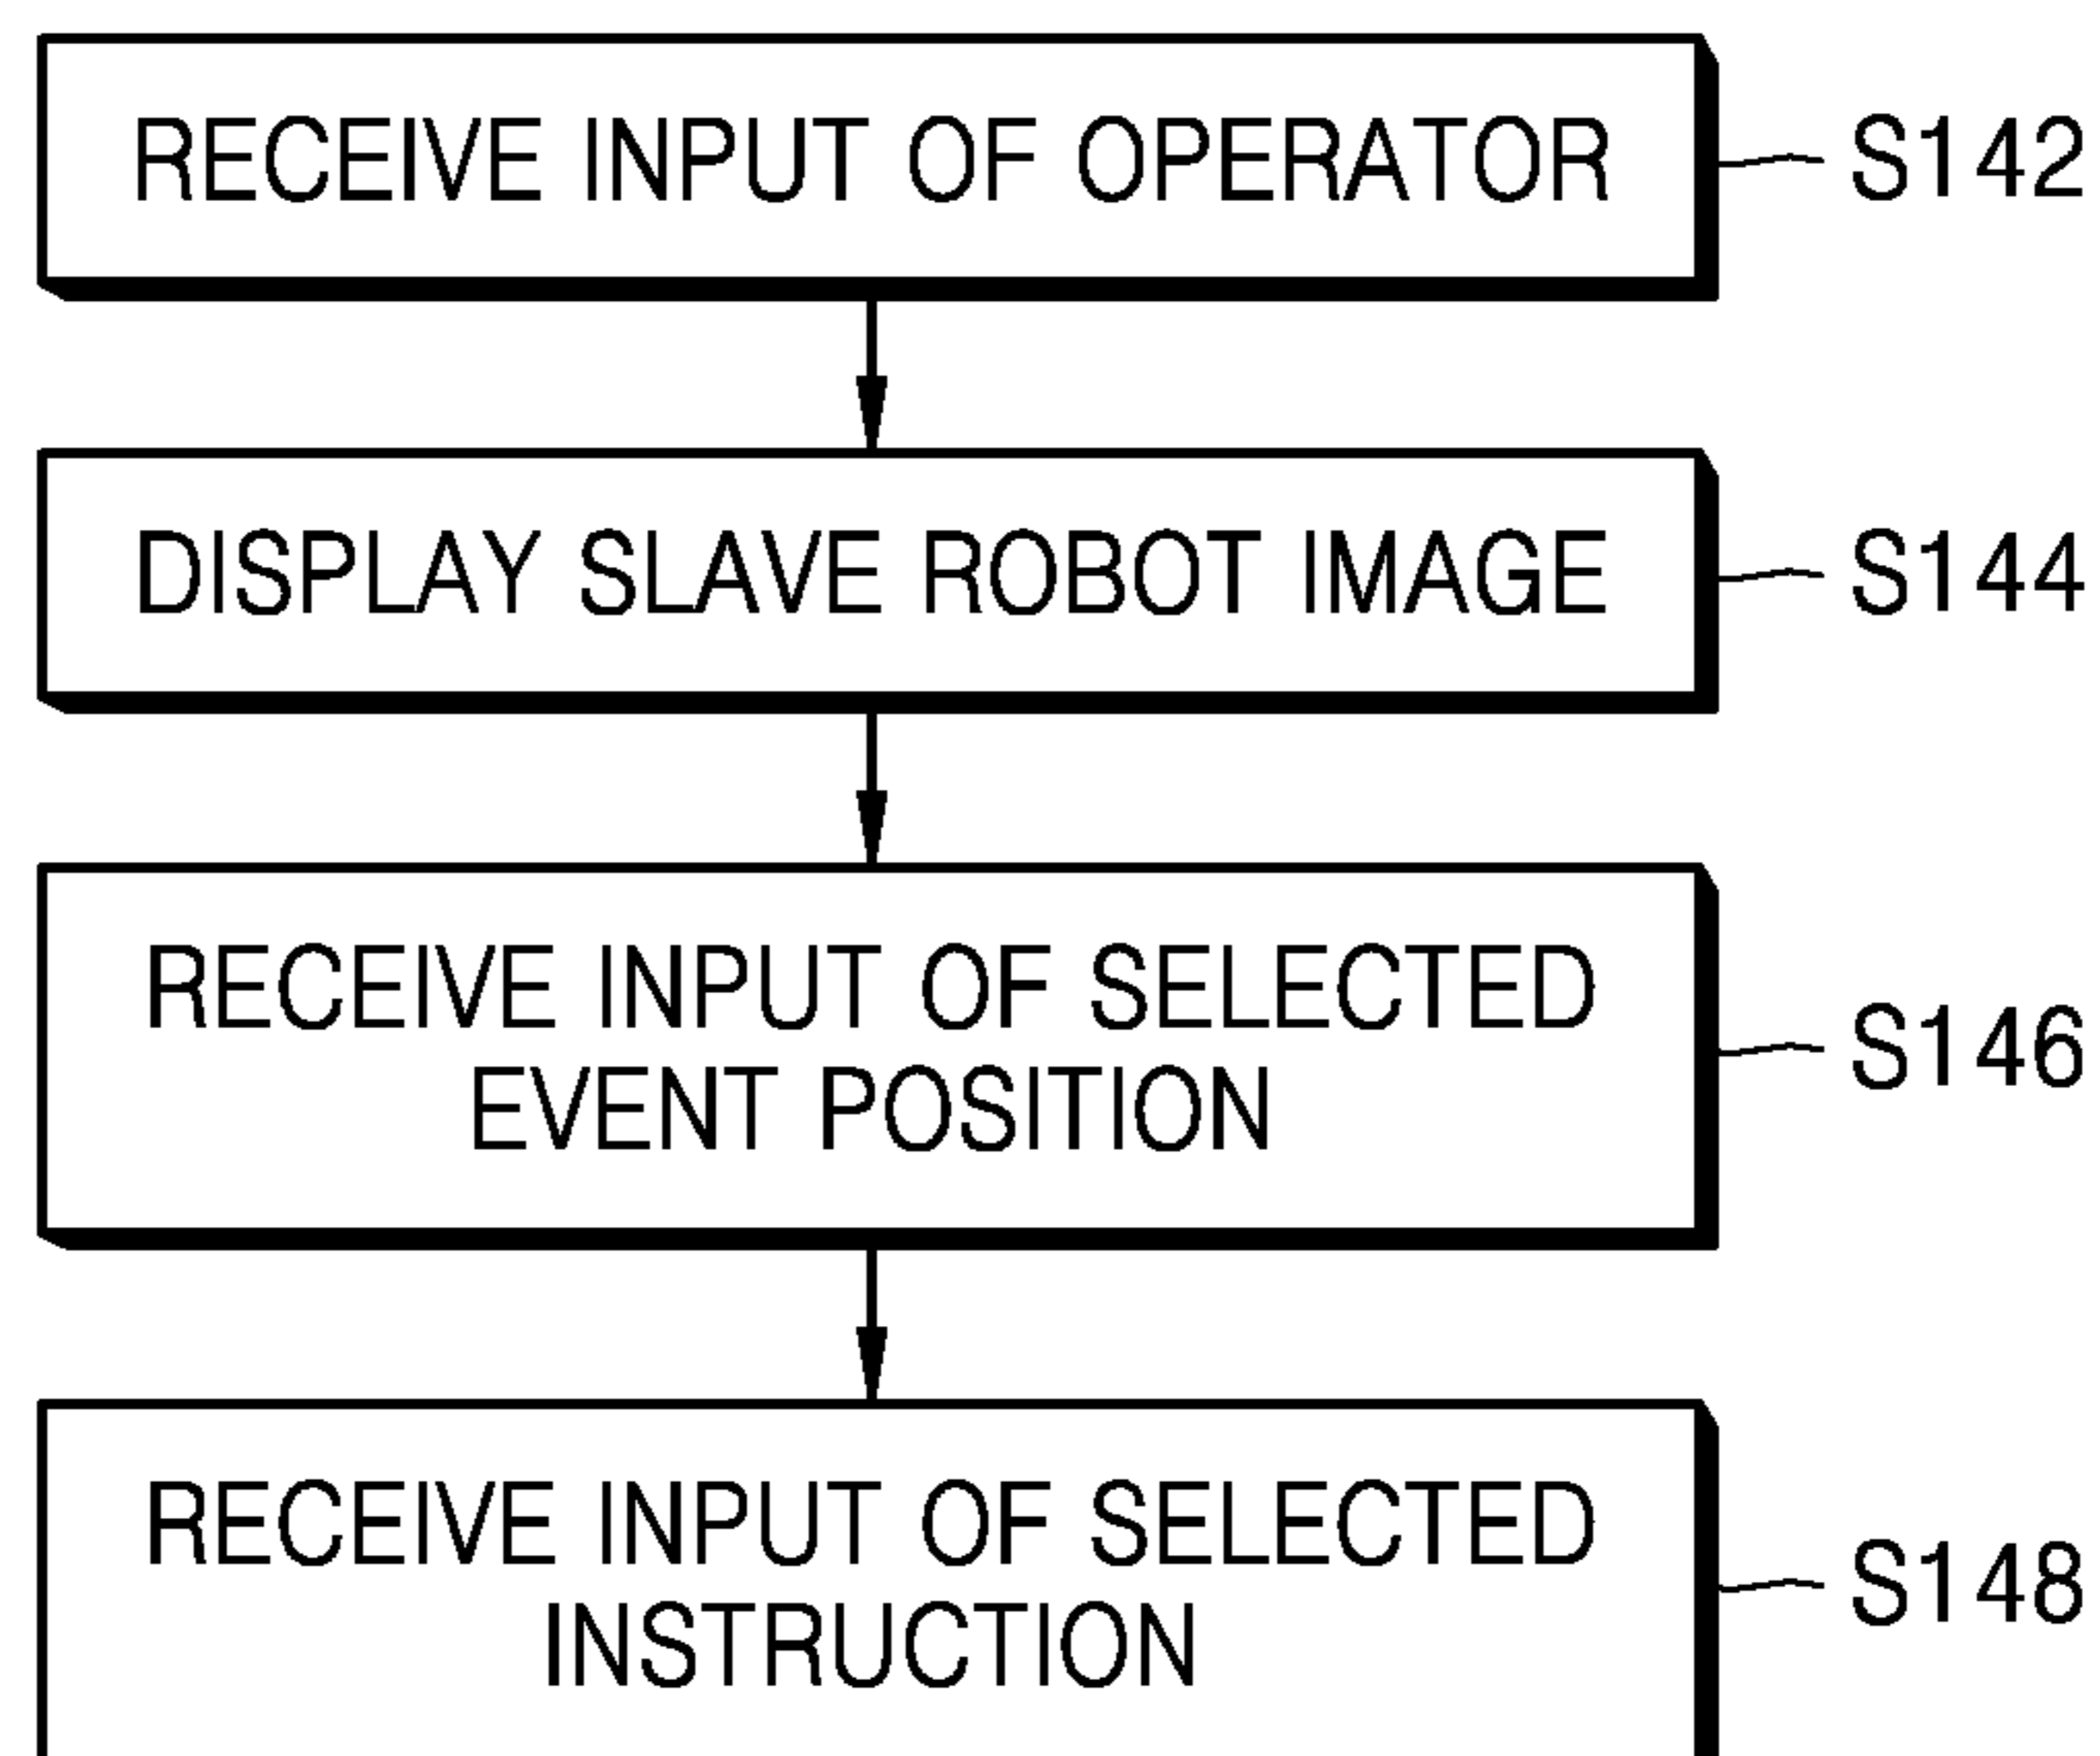 RECEIVE INPUT OF OPERATOR
S142
DISPLAY SLAVE ROBOT IMAGE
S144
RECEIVE INPUT OF SELECTED
EVENT POSITION
S146
RECEIVE INPUT OF SELECTED
INSTRUCTION
S148